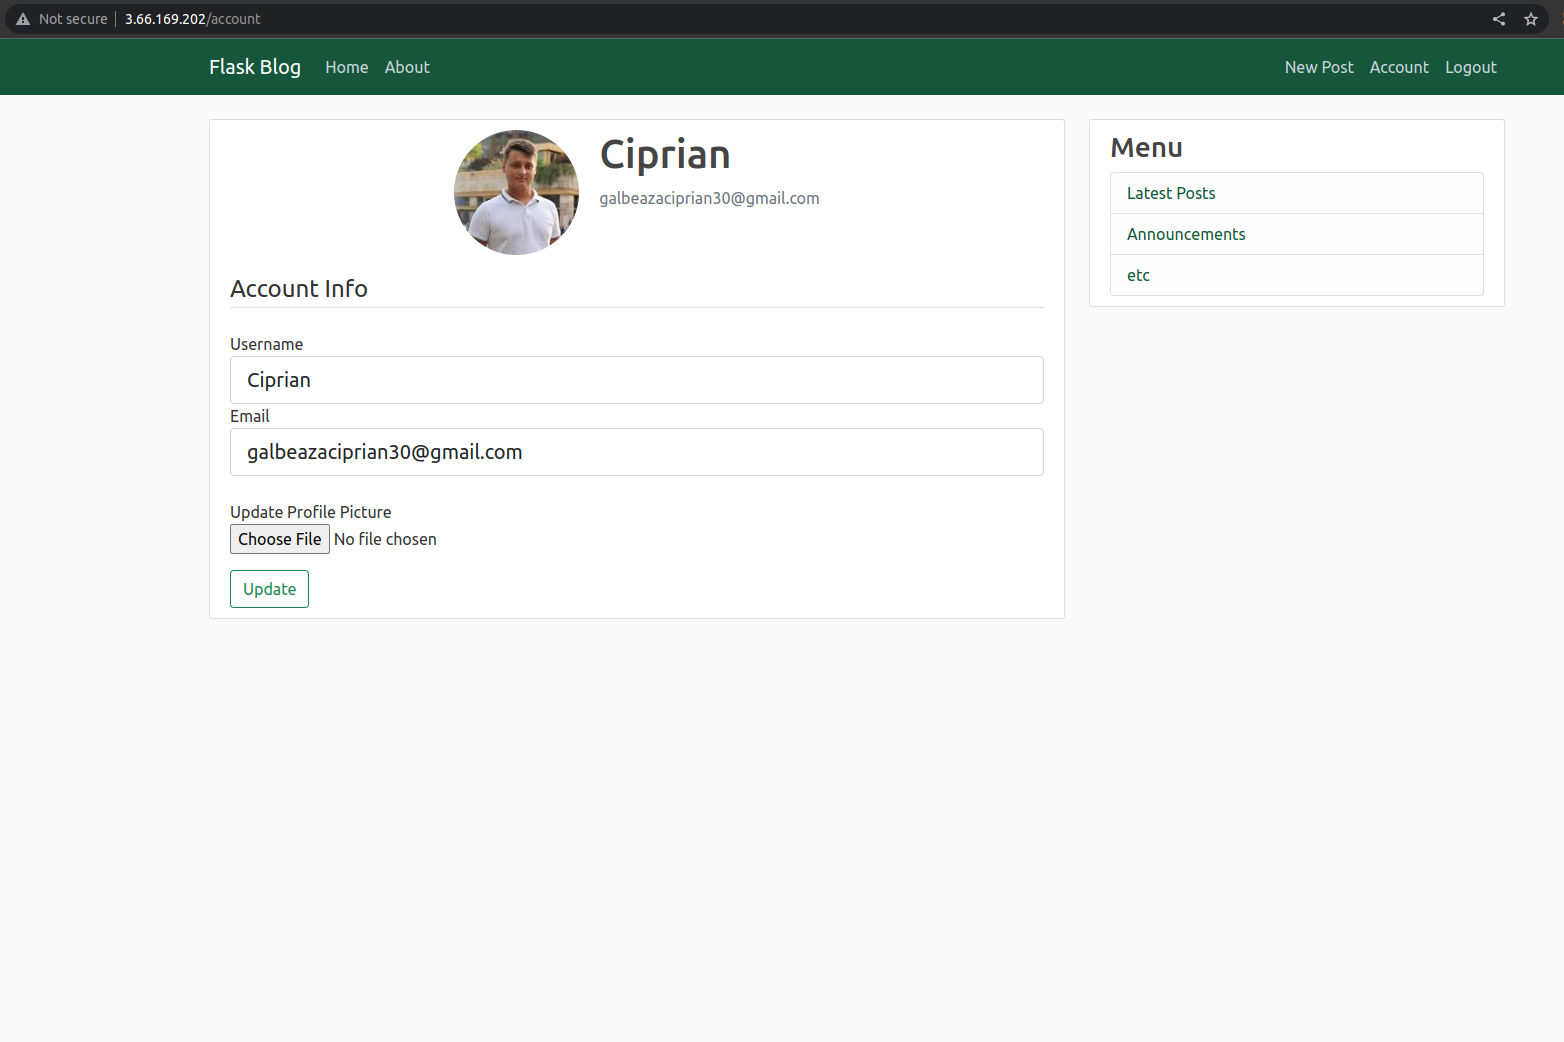 Not secure | 3.66.169.202/account
Flask Blog Home About New Post Account Logout
Ciprian
galbeazaciprian30@gmail.com
Account Info
Username
Ciprian
Email
galbeazaciprian30@gmail.com
Update Profile Picture
Choose File No file chosen
Update
Menu
Latest Posts
Announcements
etc